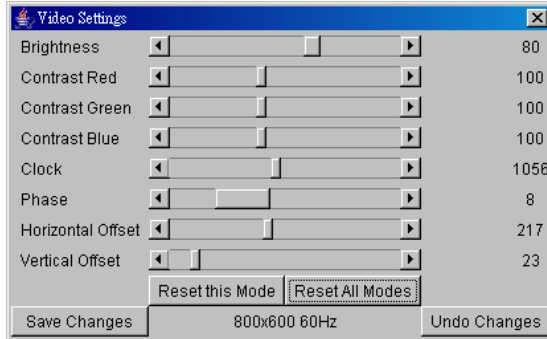 Video Settings
Brightness 80
Contrast Red 100
Contrast Green 100
Contrast Blue 100
Clock 1056
Phase 8
Horizontal Offset 217
Vertical Offset 23
Reset this Mode Reset All Modes
Save Changes 800x600 60Hz Undo Changes